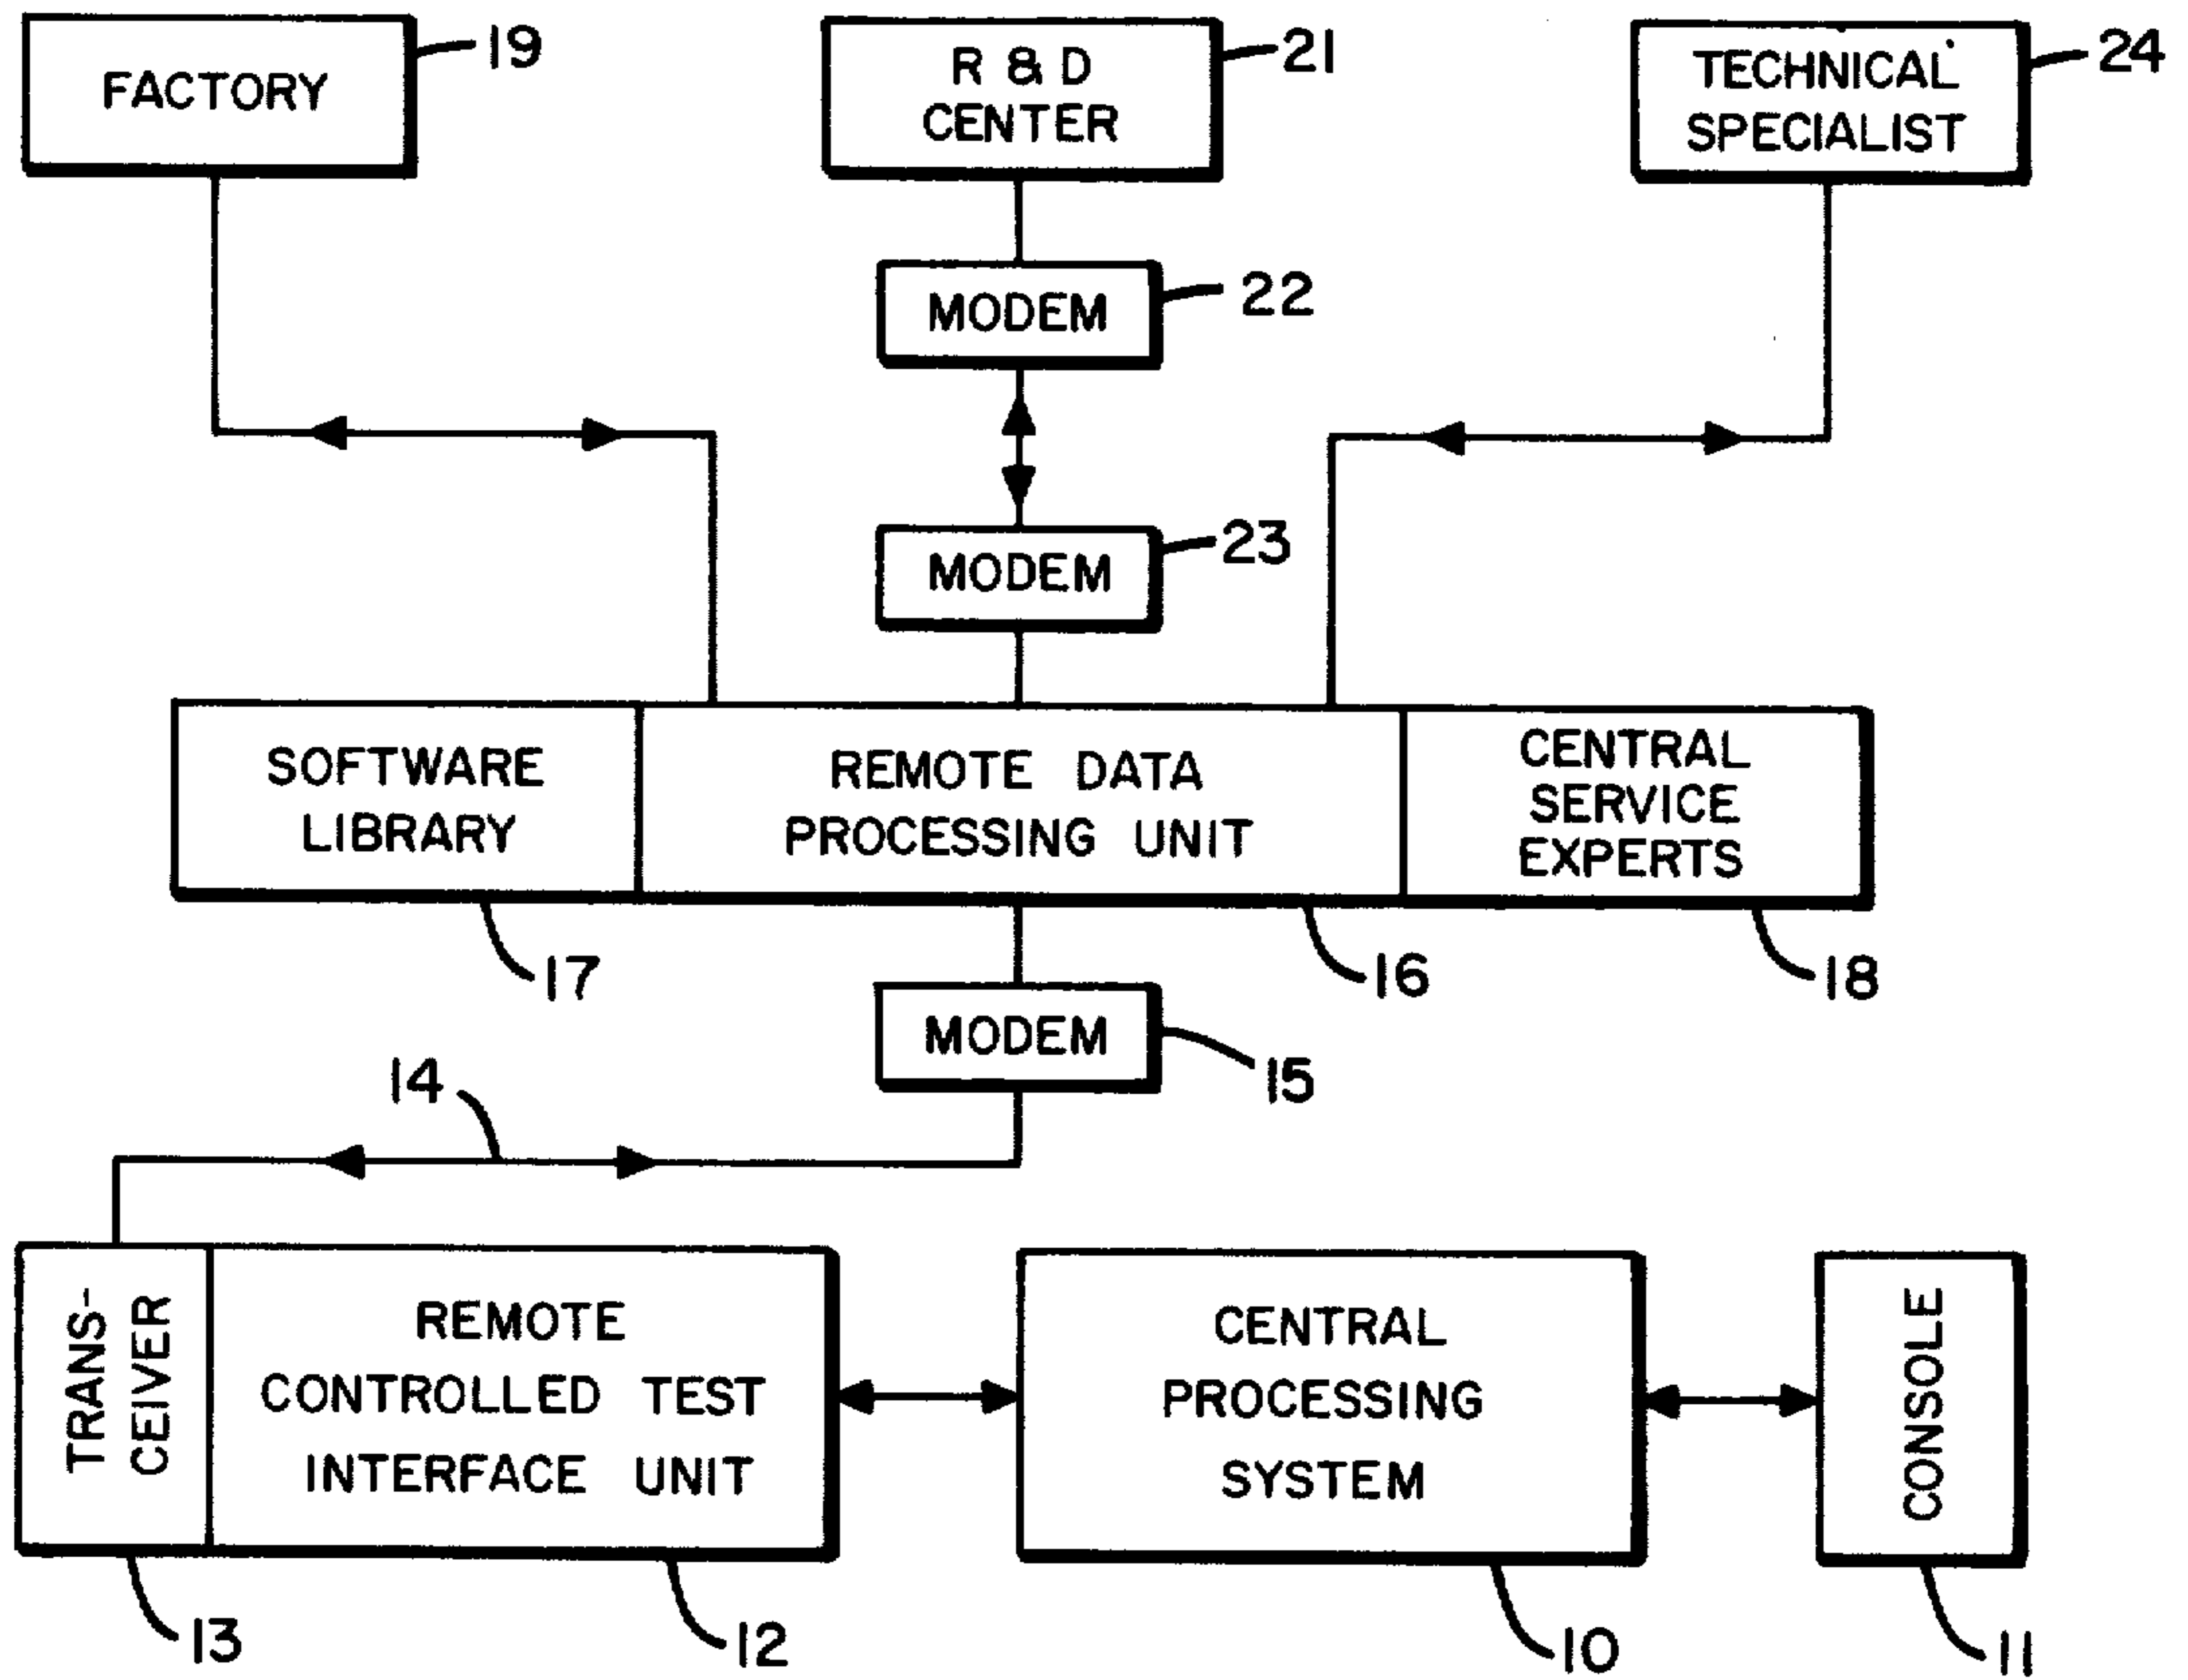 FACTORY
19
R & D
CENTER
21
TECHNICAL
SPECIALIST
24
MODEM
22
MODEM
23
SOFTWARE
LIBRARY
17
REMOTE DATA
PROCESSING UNIT
16
CENTRAL
SERVICE
EXPERTS
18
MODEM
15
14
TRANS-
CEIVER
13
REMOTE
CONTROLLED TEST
INTERFACE UNIT
12
CENTRAL
PROCESSING
SYSTEM
10
CONSOLE
11